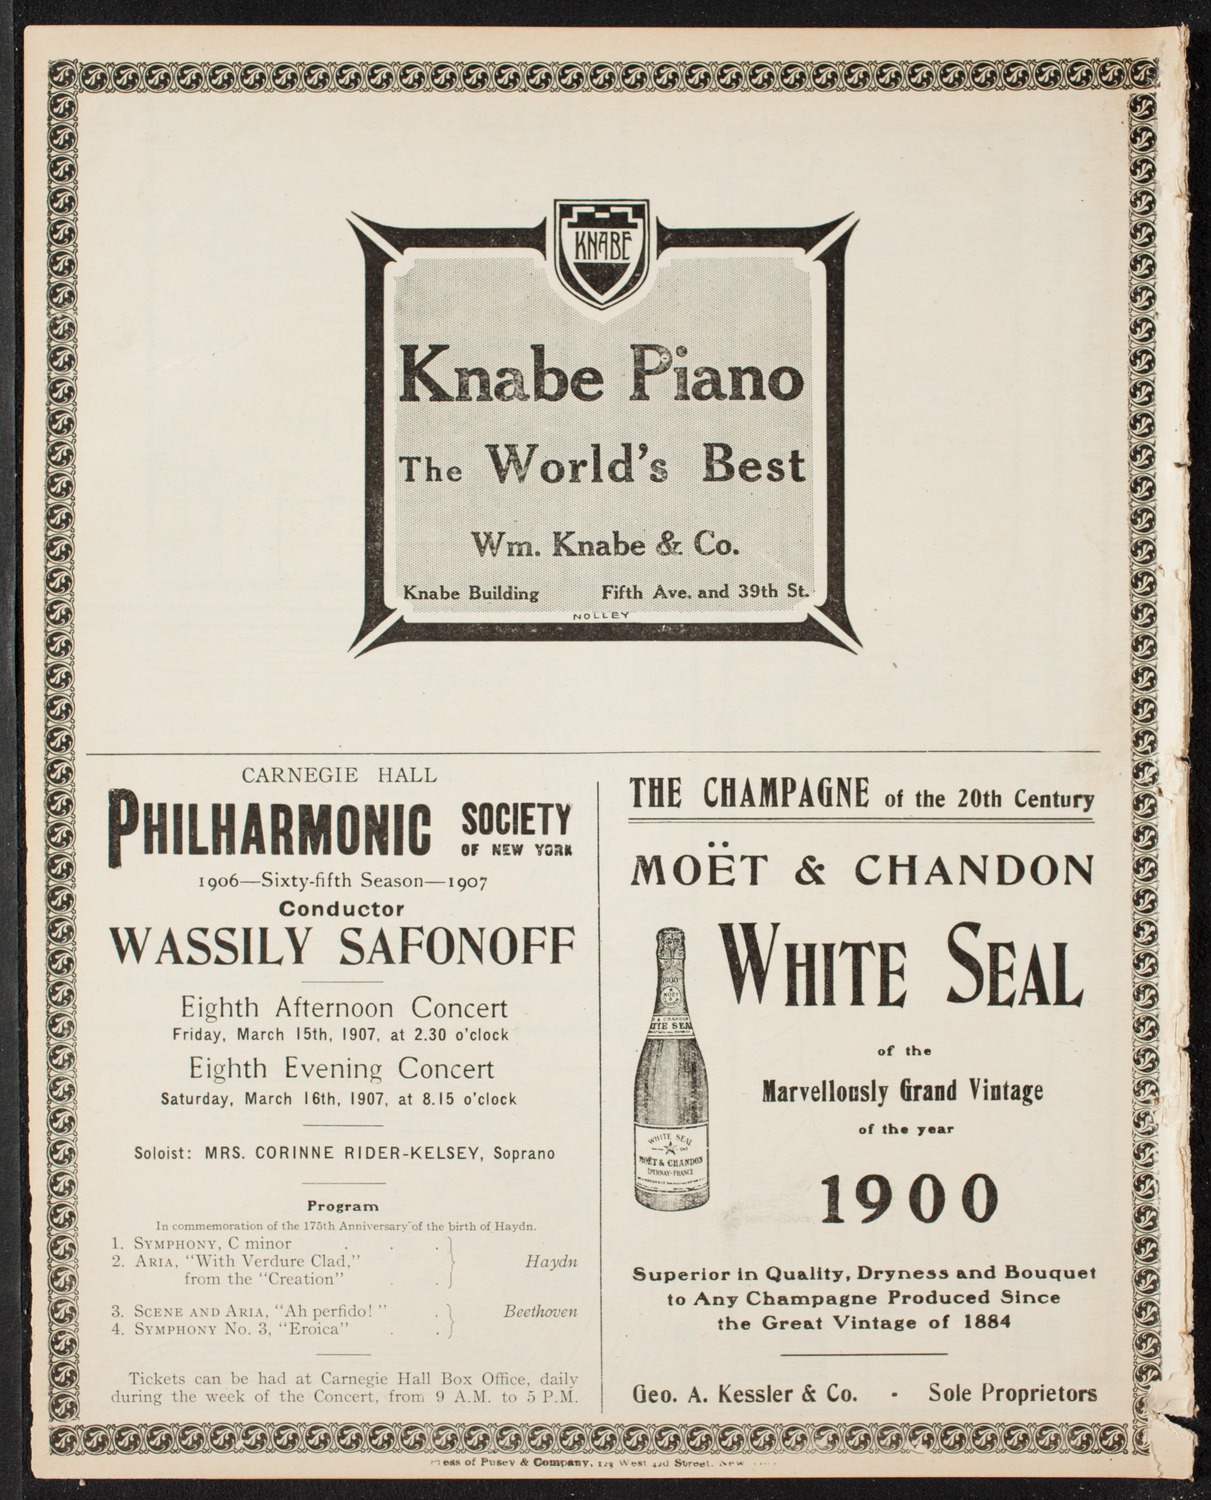 KNABE
Knabe Piano
The World's Best
Wm. Knabe & Co.
Knabe Building Fifth Ave. and 39th St.
NOLLEY
CARNEGIE HALL
PHILHARMONIC SOCIETY
OF NEW YORK
1906—Sixty-fifth Season—1907
Conductor
WASSILY SAFONOFF
Eighth Afternoon Concert
Friday, March 15th, 1907, at 2.30 o'clock
Eighth Evening Concert
Saturday, March 16th, 1907, at 8.15 o'clock
Soloist: MRS. CORINNE RIDER-KELSEY, Soprano
Program
In commemoration of the 175th Anniversary of the birth of Haydn.
1. SYMPHONY, C minor . . .
2. ARIA, "With Verdure Clad," Haydn
from the "Creation" . .
3. SCENE AND ARIA, "Ah perfido! " . Beethoven
4. SYMPHONY No. 3, "Eroica" . .
Tickets can be had at Carnegie Hall Box Office, daily
during the week of the Concert, from 9 A.M. to 5 P.M.
THE CHAMPAGNE of the 20th Century
MOËT & CHANDON
WHITE SEAL
of the
Marvellously Grand Vintage
of the year
1900
WHITE SEAL
MOËT & CHANDON
EPERNAY-FRANCE
Superior in Quality, Dryness and Bouquet
to Any Champagne Produced Since
the Great Vintage of 1884
Geo. A. Kessler & Co. - Sole Proprietors
ess of Pusey & Company, West Street. New